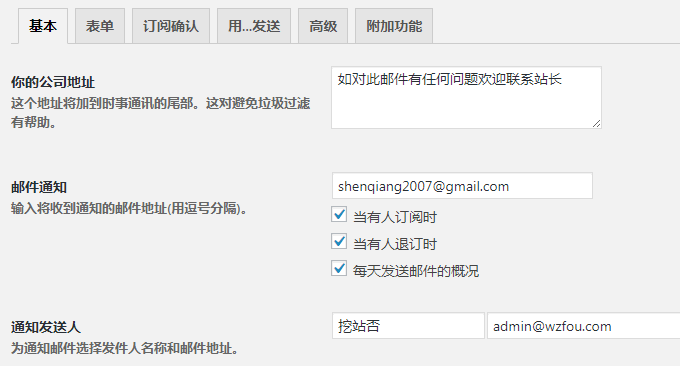 基本 表单 订阅确认 用...发送 高级 附加功能
你的公司地址
这个地址将加到时事通讯的尾部。这对避免垃圾过滤
有帮助。
如对此邮件有任何问题欢迎联系站长
邮件通知
输入将收到通知的邮件地址(用逗号分隔)。
shenqiang2007@gmail.com
当有人订阅时
当有人退订时
每天发送邮件的概况
通知发送人
为通知邮件选择发件人名称和邮件地址。
挖站否 admin@wzfou.com